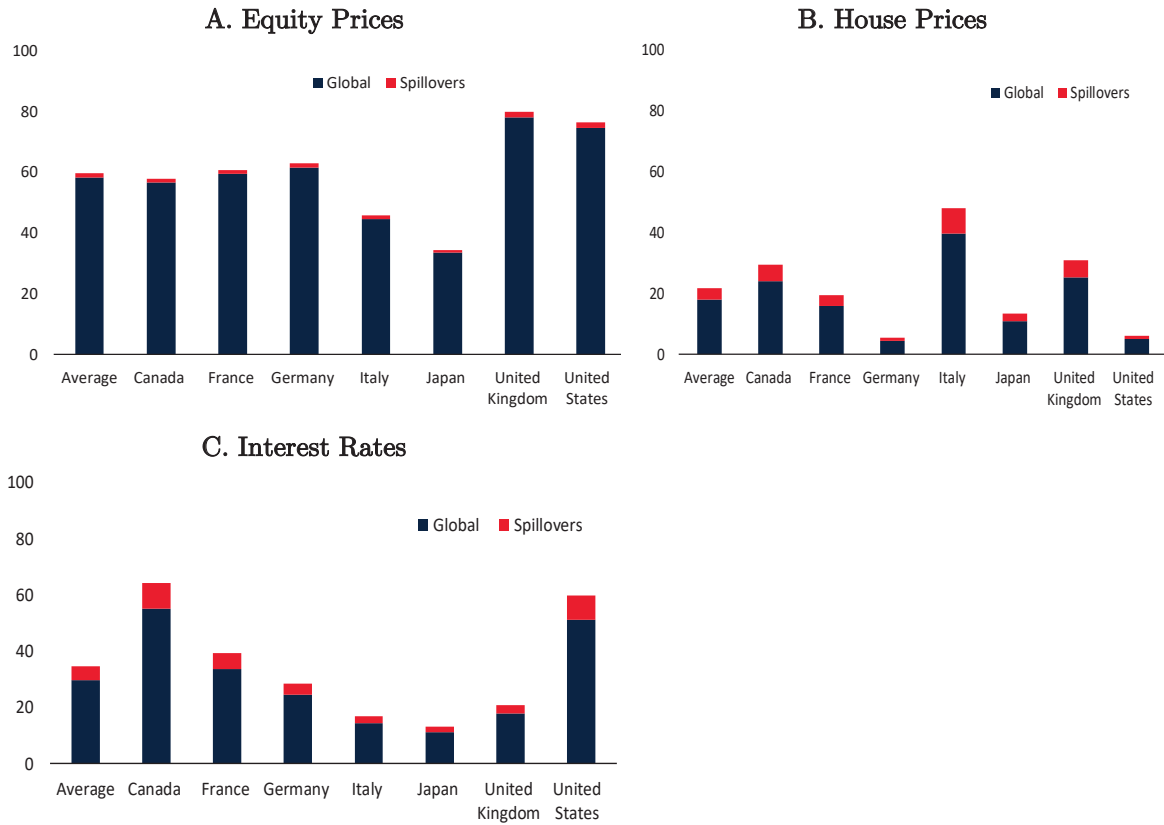 A. Equity Prices
100
80
60
40
20
0
Global Spillovers
Average Canada France Germany Italy Japan United United
Kingdom States
B. House Prices
100
80
60
40
20
0
Global Spillovers
Average Canada France Germany Italy Japan United United
Kingdom States
C. Interest Rates
100
80
60
40
20
0
Global Spillovers
Average Canada France Germany Italy Japan United United
Kingdom States